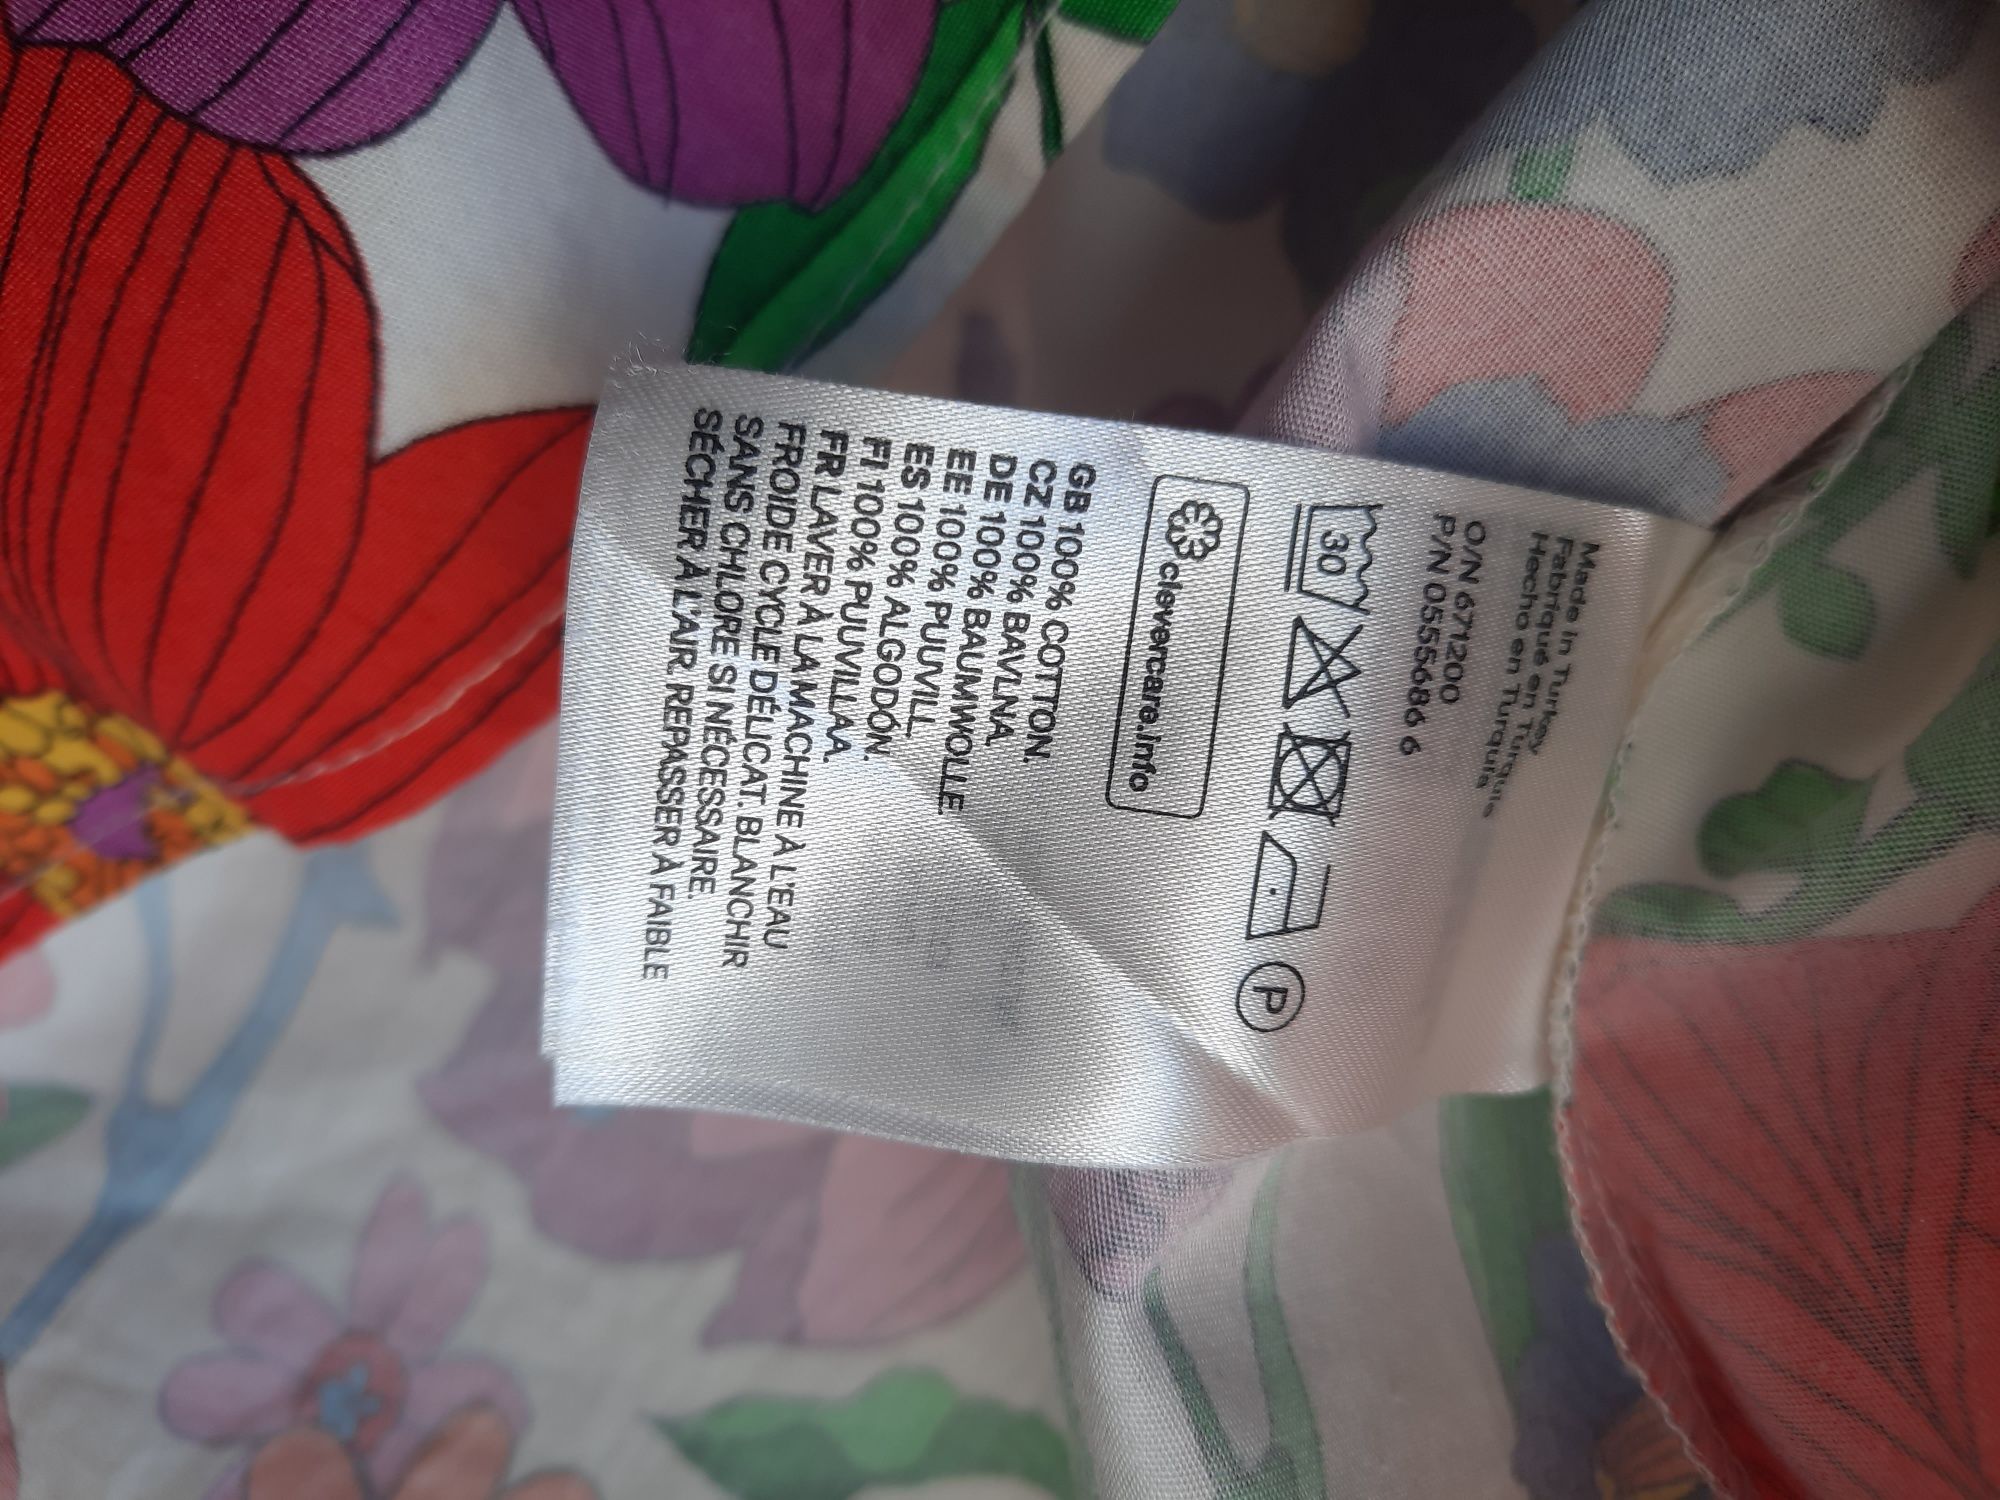 Made in Turkey
Fabriqué en Turquie
Hecho en Turquía
O/N 671200
P/N 0555686 6
30
P
clevercare.info
GB 100% COTTON.
CZ 100% BAVLNA.
DE 100% BAUMWOLLE.
EE 100% PUUVILL.
ES 100% ALGODÓN.
FI 100% PUUVILLAA.
FR LAVER À LA MACHINE À L'EAU
FROIDE CYCLE DÉLICAT. BLANCHIR
SANS CHLORE SI NÉCESSAIRE.
SÉCHER À L'AIR. REPASSER À FAIBLE